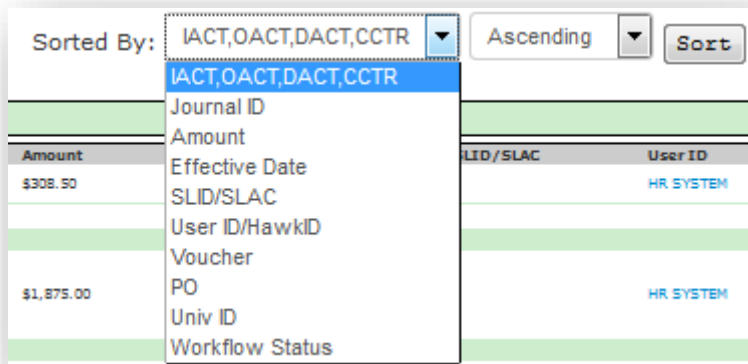 Sorted By: IACT,OACT,DACT,CCTR Ascending Sort
IACT,OACT,DACT,CCTR
Journal ID
Amount
Effective Date
SLID/SLAC
User ID/HawkID
Voucher
PO
Univ ID
Workflow Status
Amount SLID/SLAC User ID
$308.50 HR SYSTEM
$1,875.00 HR SYSTEM